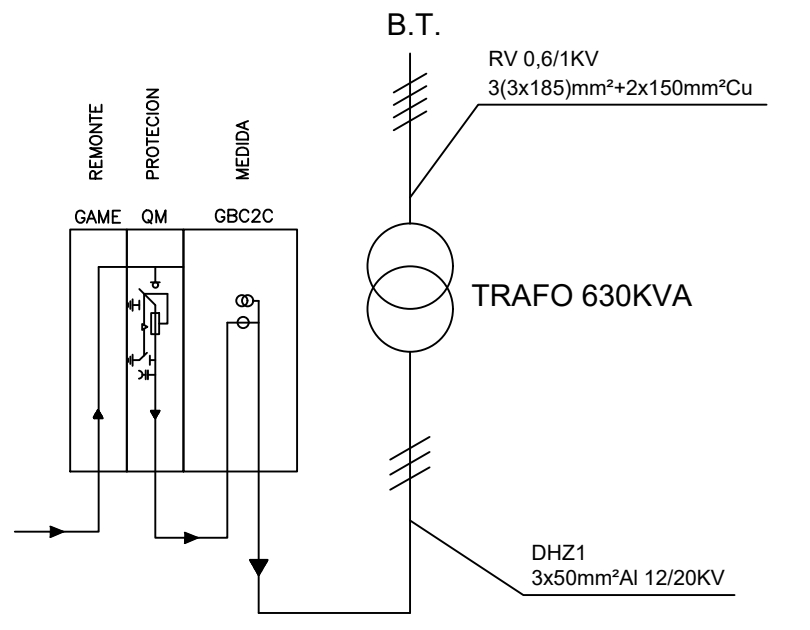 B.T.
RV 0,6/1KV
3(3x185)mm²+2x150mm²Cu
REMONTE
PROTECION
MEDIDA
GAME
QM
GBC2C
TRAFO 630KVA
DHZ1
3x50mm²Al 12/20KV